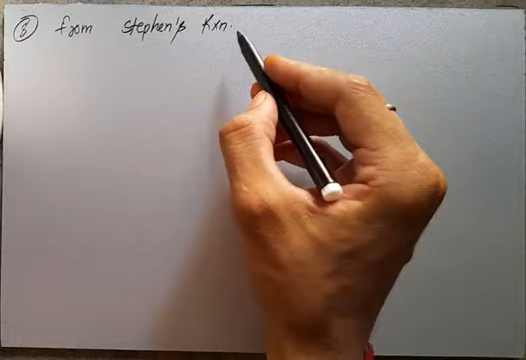 ⑧ from stephen's Rxn.